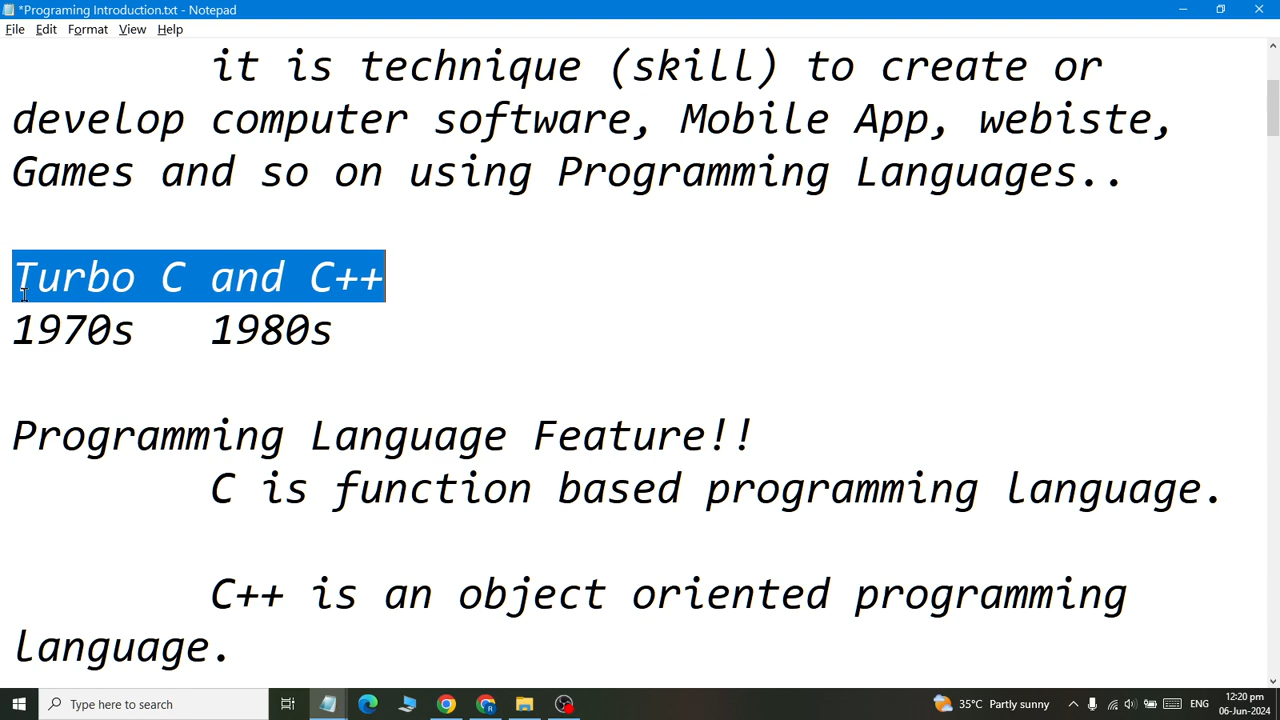 *Programing Introduction.txt - Notepad
File Edit Format View Help
it is technique (skill) to create or
develop computer software, Mobile App, webiste,
Games and so on using Programming Languages..
Turbo C and C++
1970s 1980s
Programming Language Feature!!
C is function based programming language.
C++ is an object oriented programming
language.
Type here to search
35°C Partly sunny
ENG
12:20 pm
06-Jun-2024